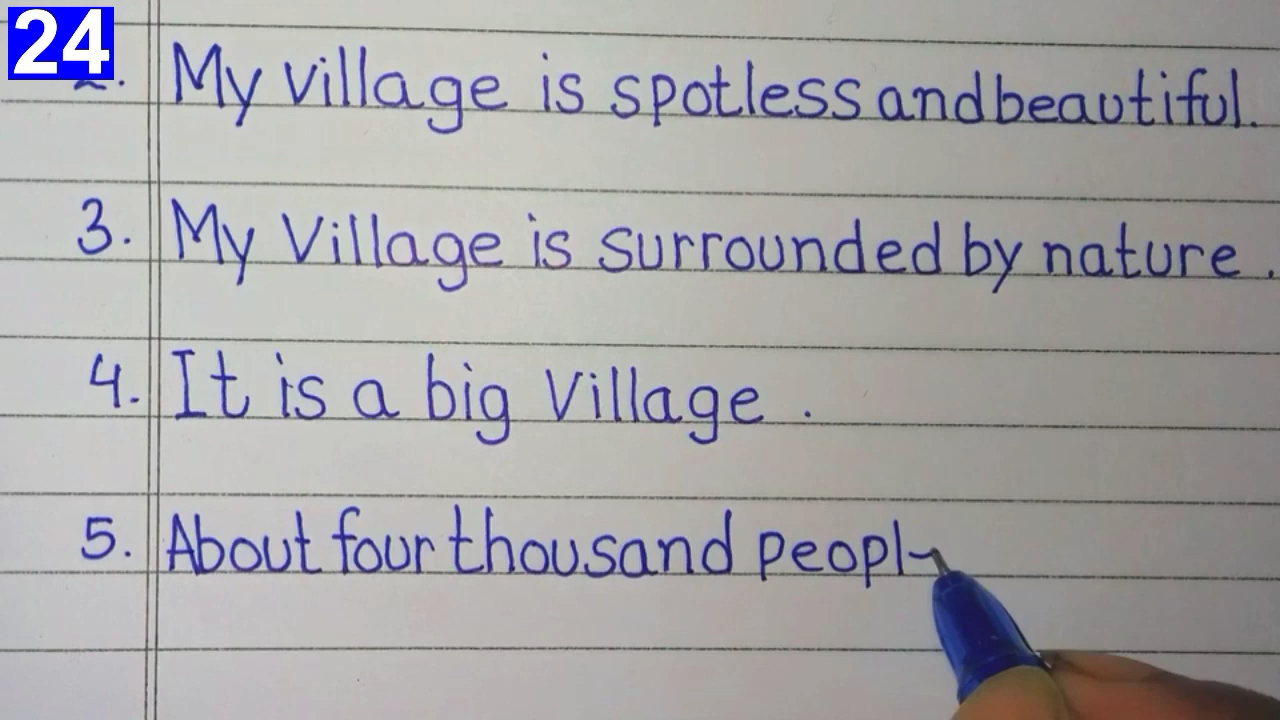 24
2. My village is spotless and beautiful.
3. My Village is surrounded by nature.
4. It is a big Village.
5. About four thousand peopl